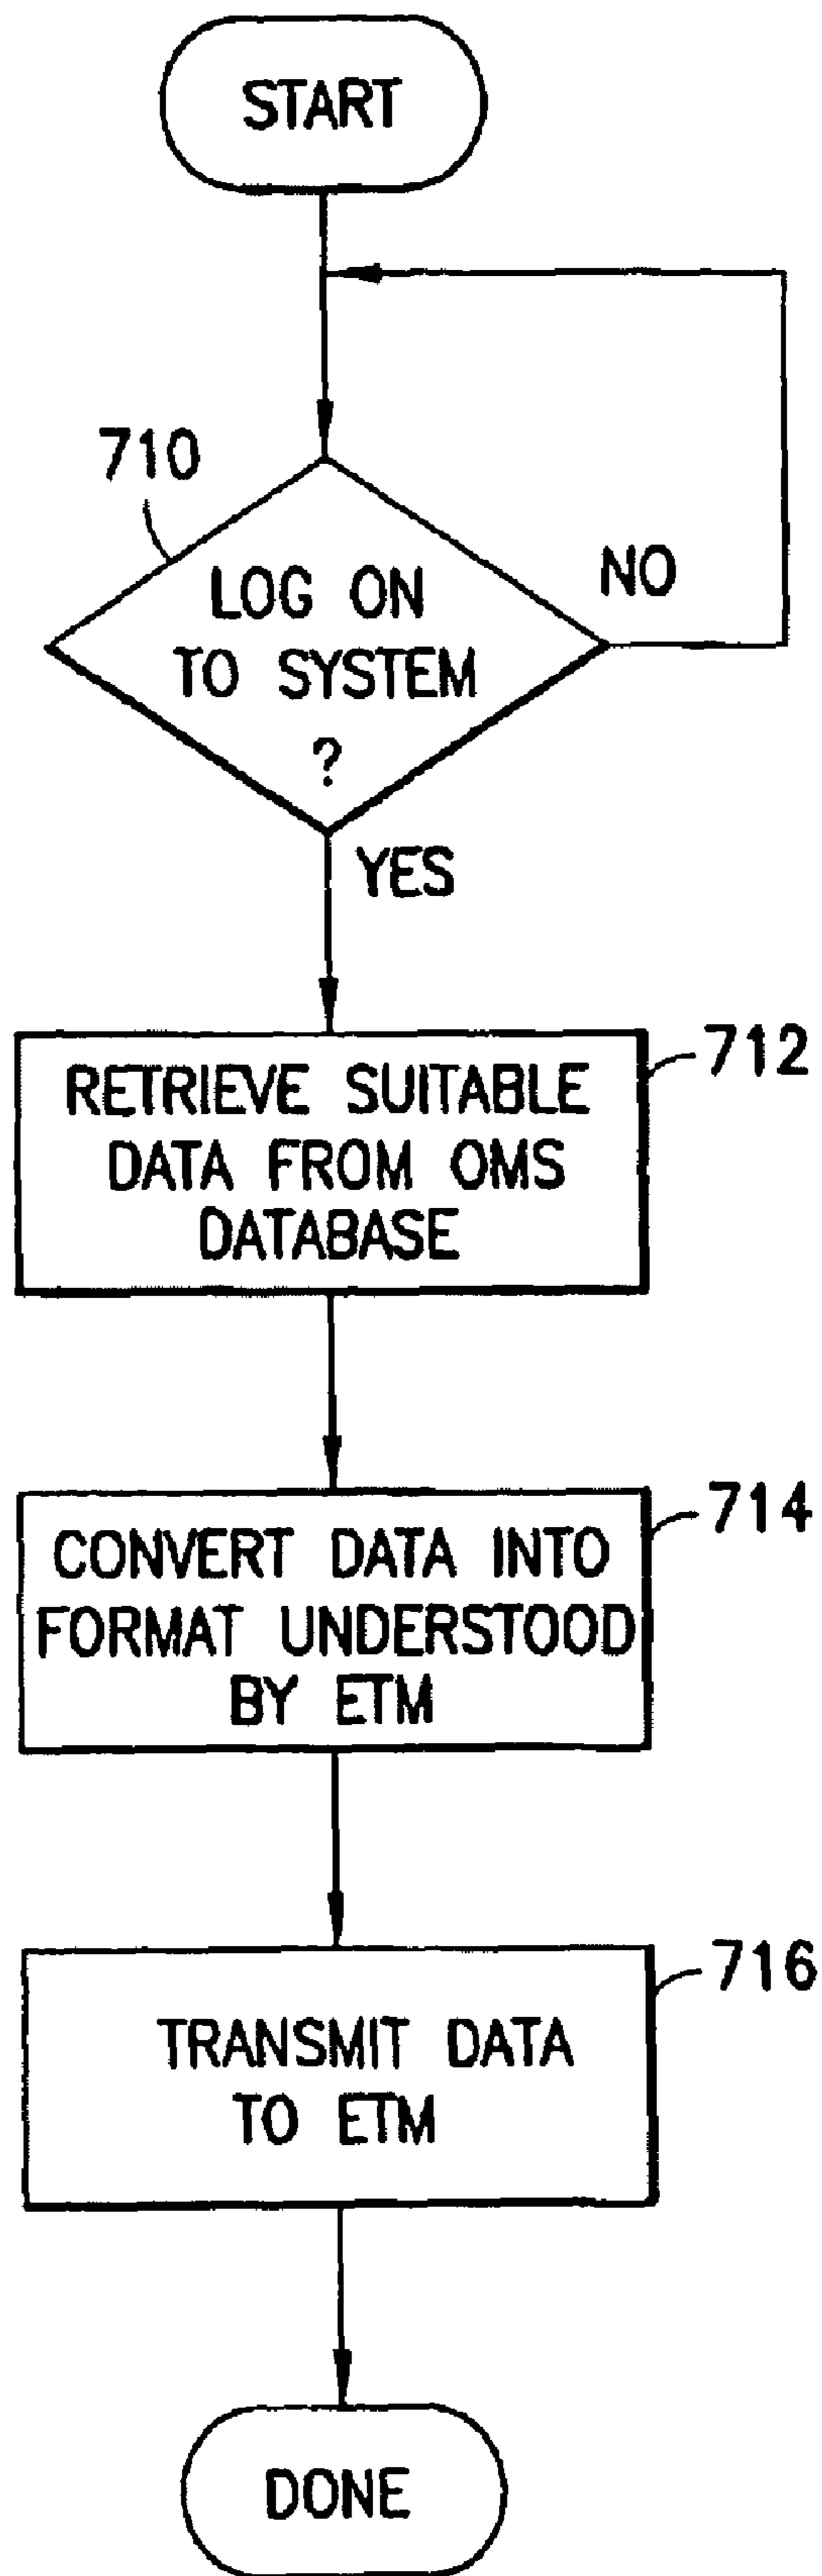 START
710
LOG ON
TO SYSTEM
?
NO
YES
712
RETRIEVE SUITABLE
DATA FROM OMS
DATABASE
714
CONVERT DATA INTO
FORMAT UNDERSTOOD
BY ETM
716
TRANSMIT DATA
TO ETM
DONE